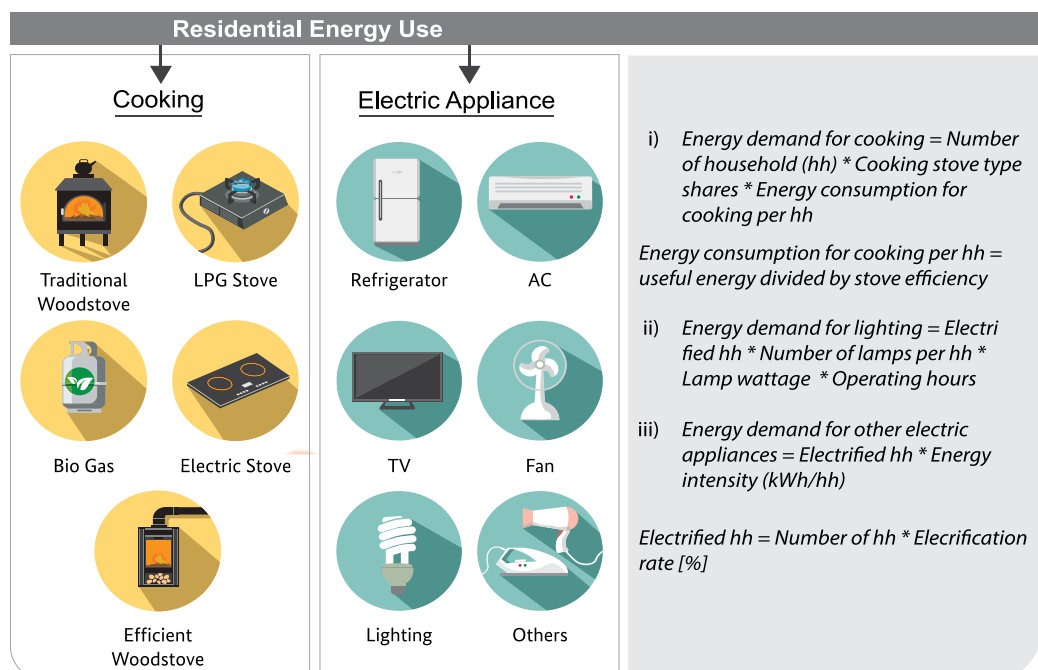 Residential Energy Use
Cooking
Traditional
Woodstove
LPG Stove
Bio Gas
Electric Stove
Efficient
Woodstove
Electric Appliance
Refrigerator
AC
TV
Fan
Lighting
Others
i) Energy demand for cooking = Number
of household (hh) * Cooking stove type
shares * Energy consumption for
cooking per hh
Energy consumption for cooking per hh =
useful energy divided by stove efficiency
ii) Energy demand for lighting = Electri
fied hh * Number of lamps per hh *
Lamp wattage * Operating hours
iii) Energy demand for other electric
appliances = Electrified hh * Energy
intensity (kWh/hh)
Electrified hh = Number of hh * Elecrification
rate [%]